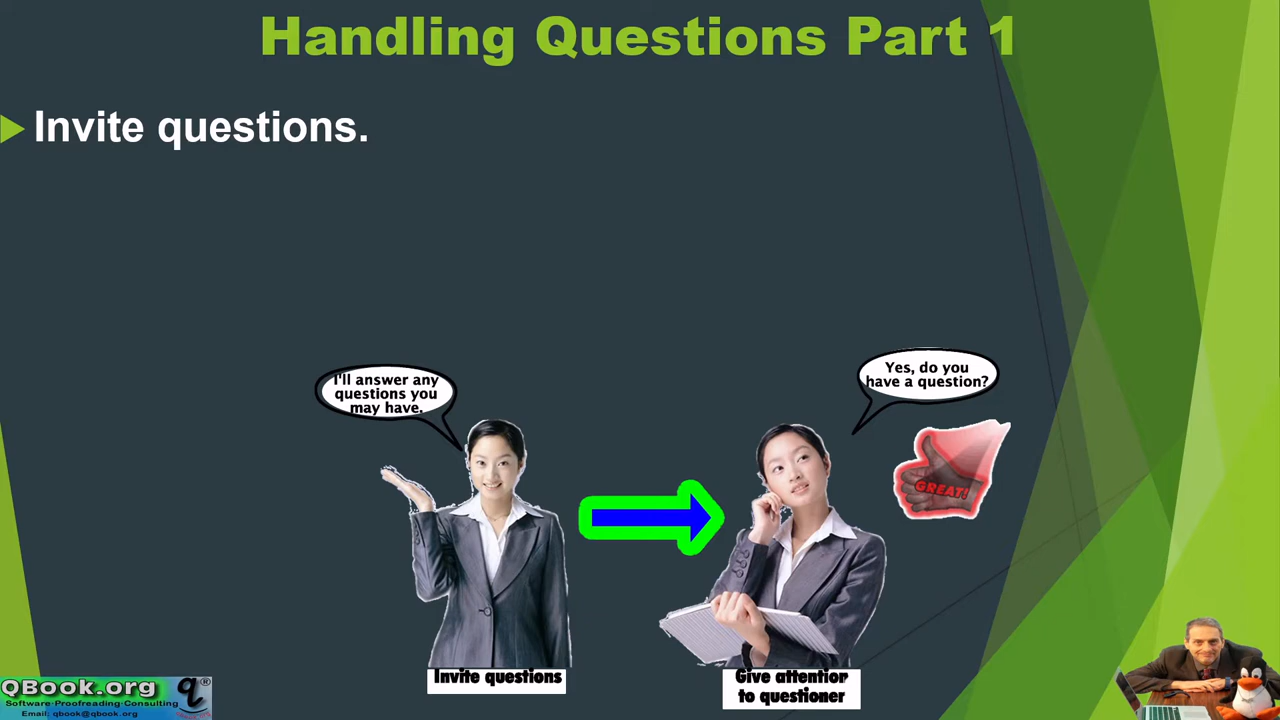 Handling Questions Part 1
Invite questions.
I'll answer any
questions you
may have.
Yes, do you
have a question?
GREAT!
Invite questions
Give attention
to questioner
QBook.org q®
Software·Proofreading·Consulting
Email: qbook@qbook.org